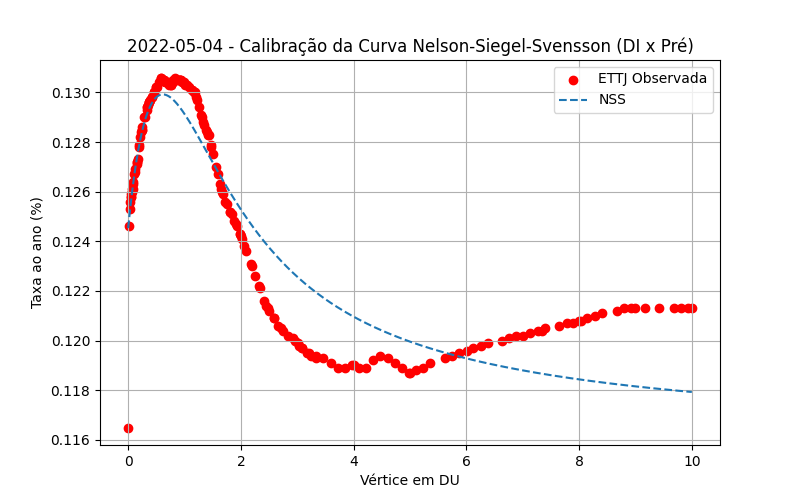 2022-05-04 - Calibração da Curva Nelson-Siegel-Svensson (DI x Pré)
ETTJ Observada
NSS
Taxa ao ano (%)
0.130
0.128
0.126
0.124
0.122
0.120
0.118
0.116
0 2 4 6 8 10
Vértice em DU